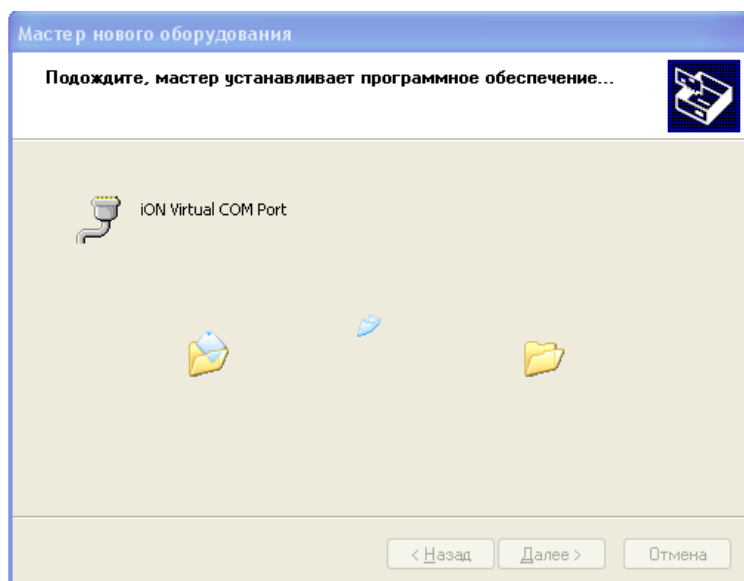 Мастер нового оборудования
Подождите, мастер устанавливает программное обеспечение...
iON Virtual COM Port
< Назад
Далее >
Отмена